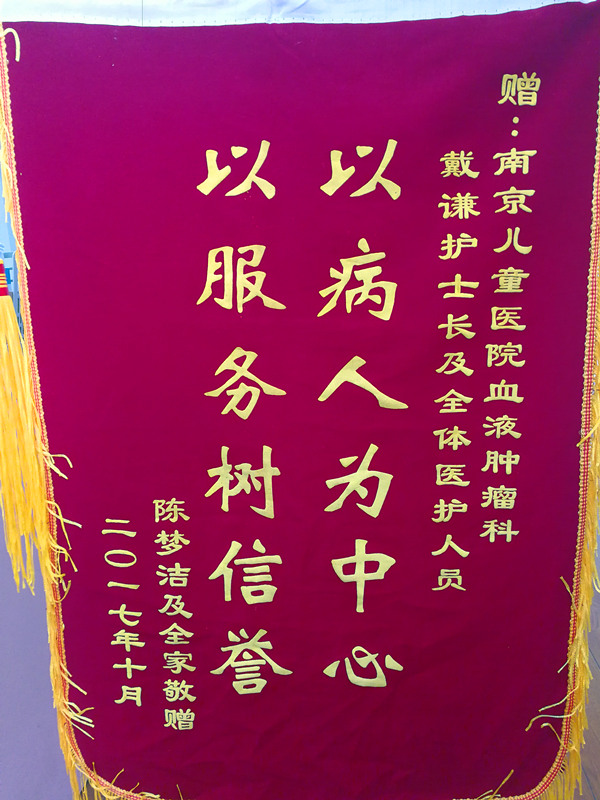 赠：南京儿童医院血液肿瘤科
戴谦护士长及全体医护人员
以病人为中心
以服务树信誉
陈梦洁及全家敬赠
二〇一七年十月